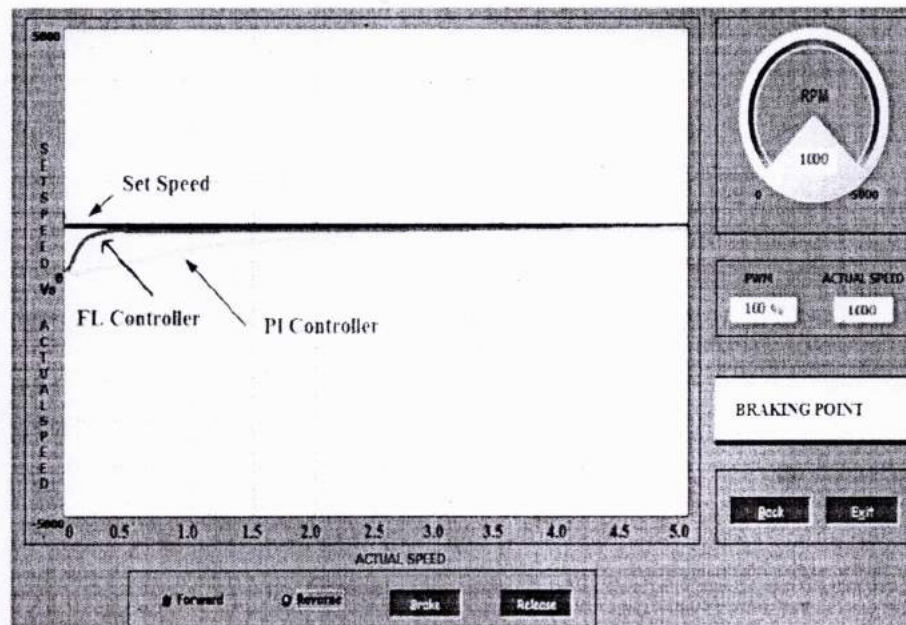 5000
SET SPEED Vs ACTUAL SPEED
0
-5000
Set Speed
FL Controller
PI Controller
0 0.5 1.0 1.5 2.0 2.5 3.0 3.5 4.0 4.5 5.0
ACTUAL SPEED
Forward
Reverse
Brake
Release
RPM
1000
0
5000
PWM
ACTUAL SPEED
100 %
1000
BRAKING POINT
Back
Exit